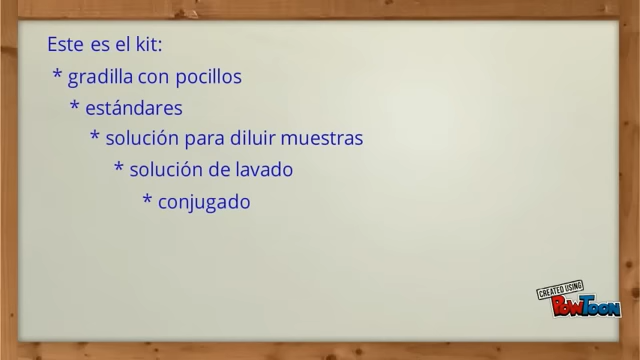 Este es el kit:
* gradilla con pocillos
* estándares
* solución para diluir muestras
* solución de lavado
* conjugado
CREATED USING
POWTOON